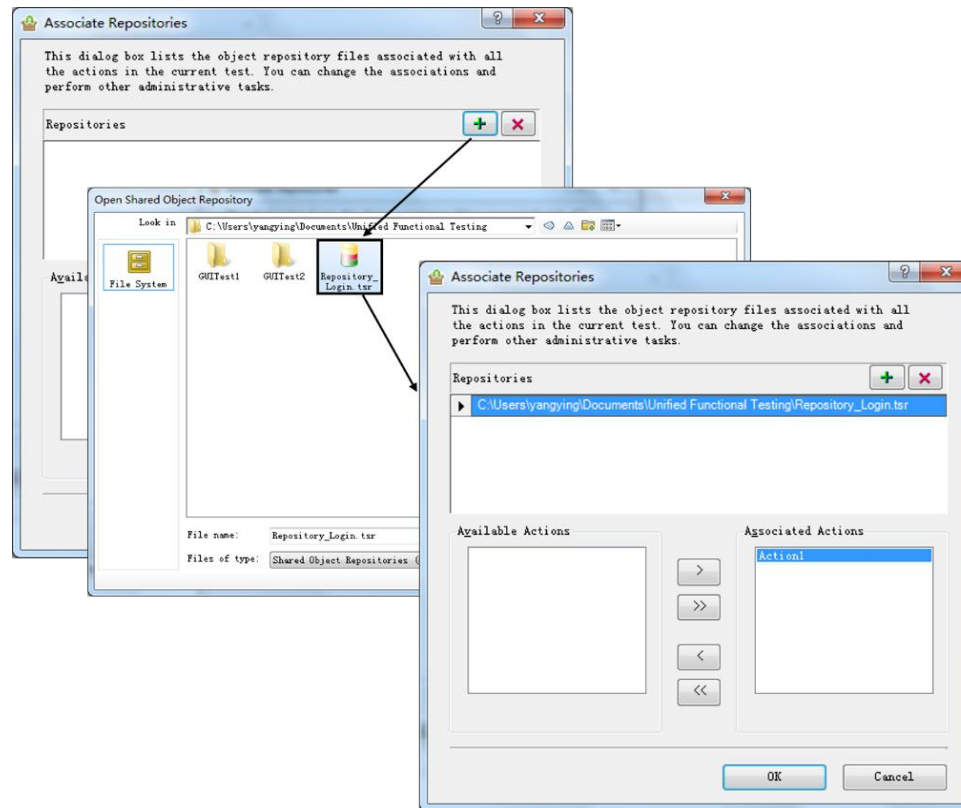 Associate Repositories
This dialog box lists the object repository files associated with all
the actions in the current test. You can change the associations and
perform other administrative tasks.
Repositories
Open Shared Object Repository
Look in
C:\Users\yangying\Documents\Unified Functional Testing
File System
GUITest1
GUITest2
Repository_
Login.tsr
File name:
Repository_Login.tsr
Files of type:
Shared Object Repositories
Associate Repositories
This dialog box lists the object repository files associated with all
the actions in the current test. You can change the associations and
perform other administrative tasks.
Repositories
C:\Users\yangying\Documents\Unified Functional Testing\Repository_Login.tsr
Available Actions
Associated Actions
Action1
>
>>
<
<<
OK
Cancel